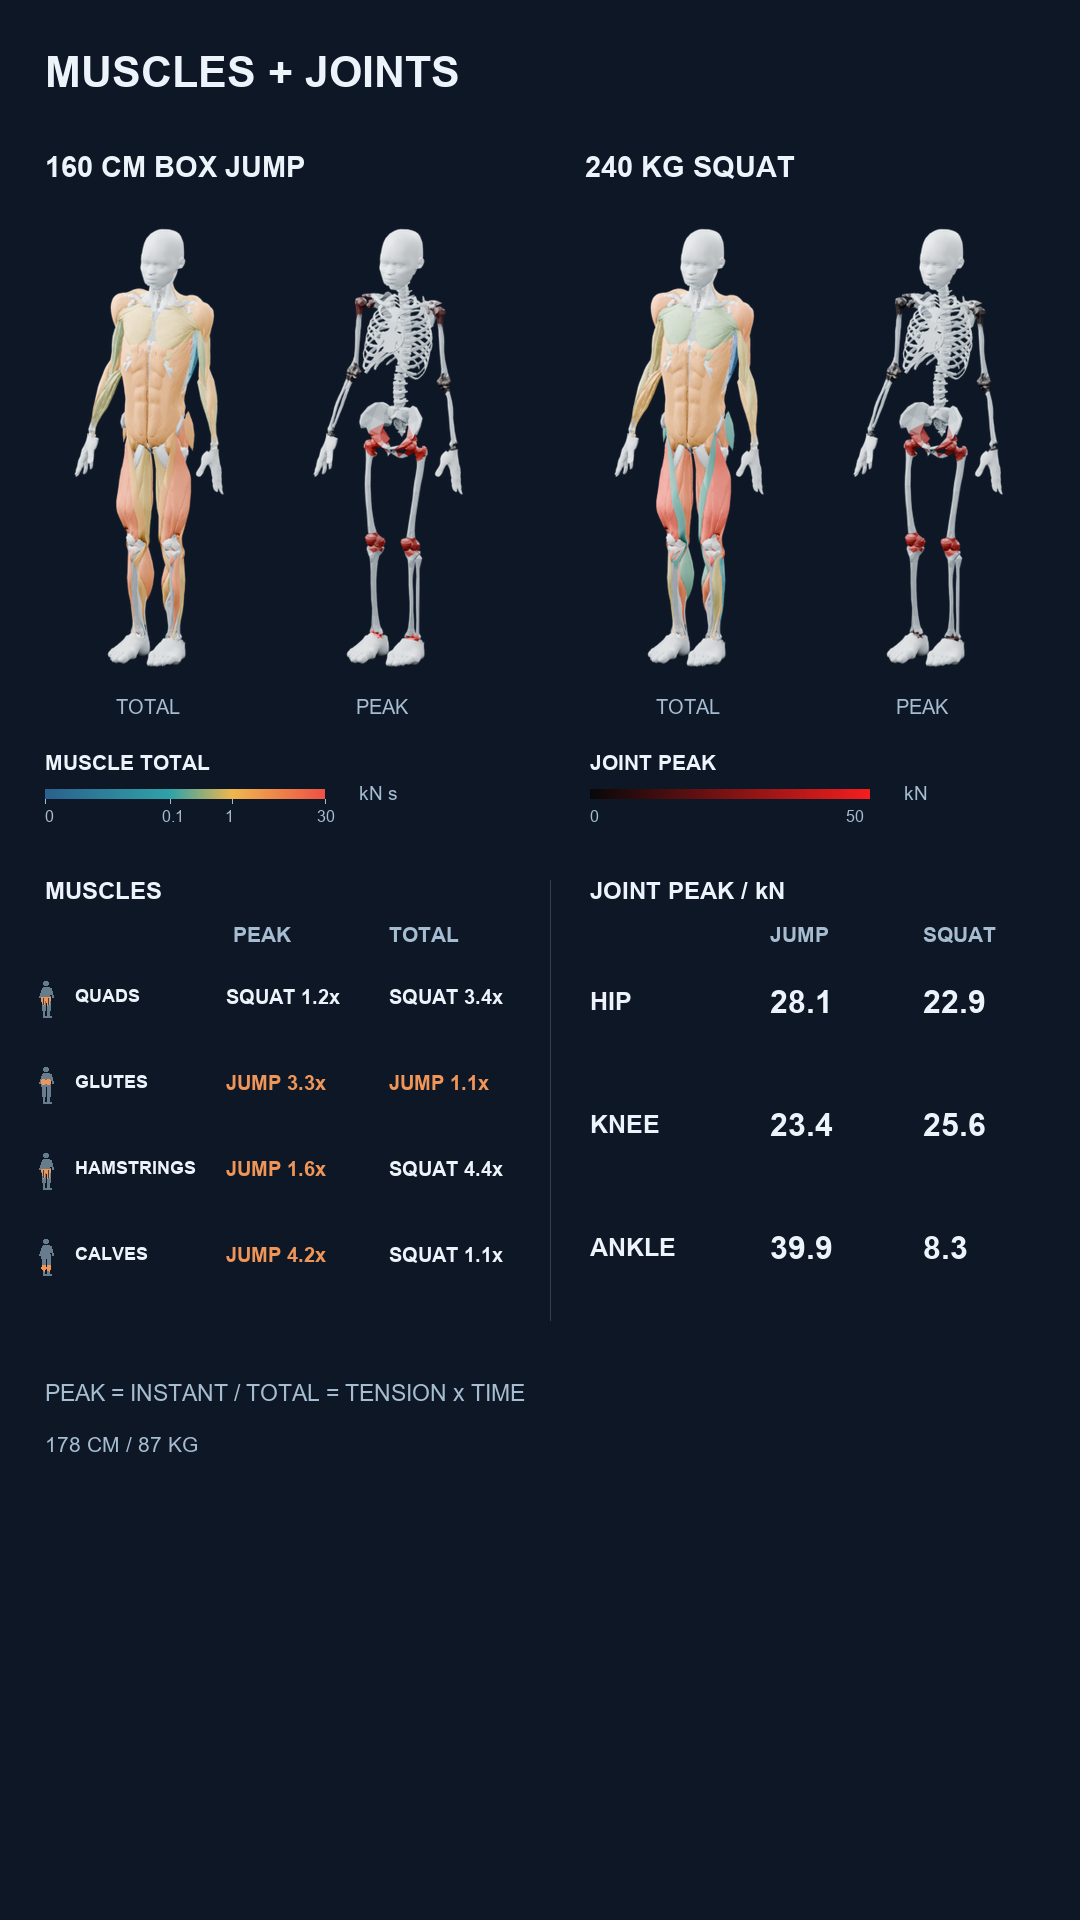 MUSCLES + JOINTS
160 CM BOX JUMP
240 KG SQUAT
TOTAL
PEAK
TOTAL
PEAK
MUSCLE TOTAL
kN s
0 0.1 1 30
JOINT PEAK
kN
0 50
MUSCLES
PEAK TOTAL
QUADS SQUAT 1.2x SQUAT 3.4x
GLUTES JUMP 3.3x JUMP 1.1x
HAMSTRINGS JUMP 1.6x SQUAT 4.4x
CALVES JUMP 4.2x SQUAT 1.1x
JOINT PEAK / kN
JUMP SQUAT
HIP 28.1 22.9
KNEE 23.4 25.6
ANKLE 39.9 8.3
PEAK = INSTANT / TOTAL = TENSION x TIME
178 CM / 87 KG